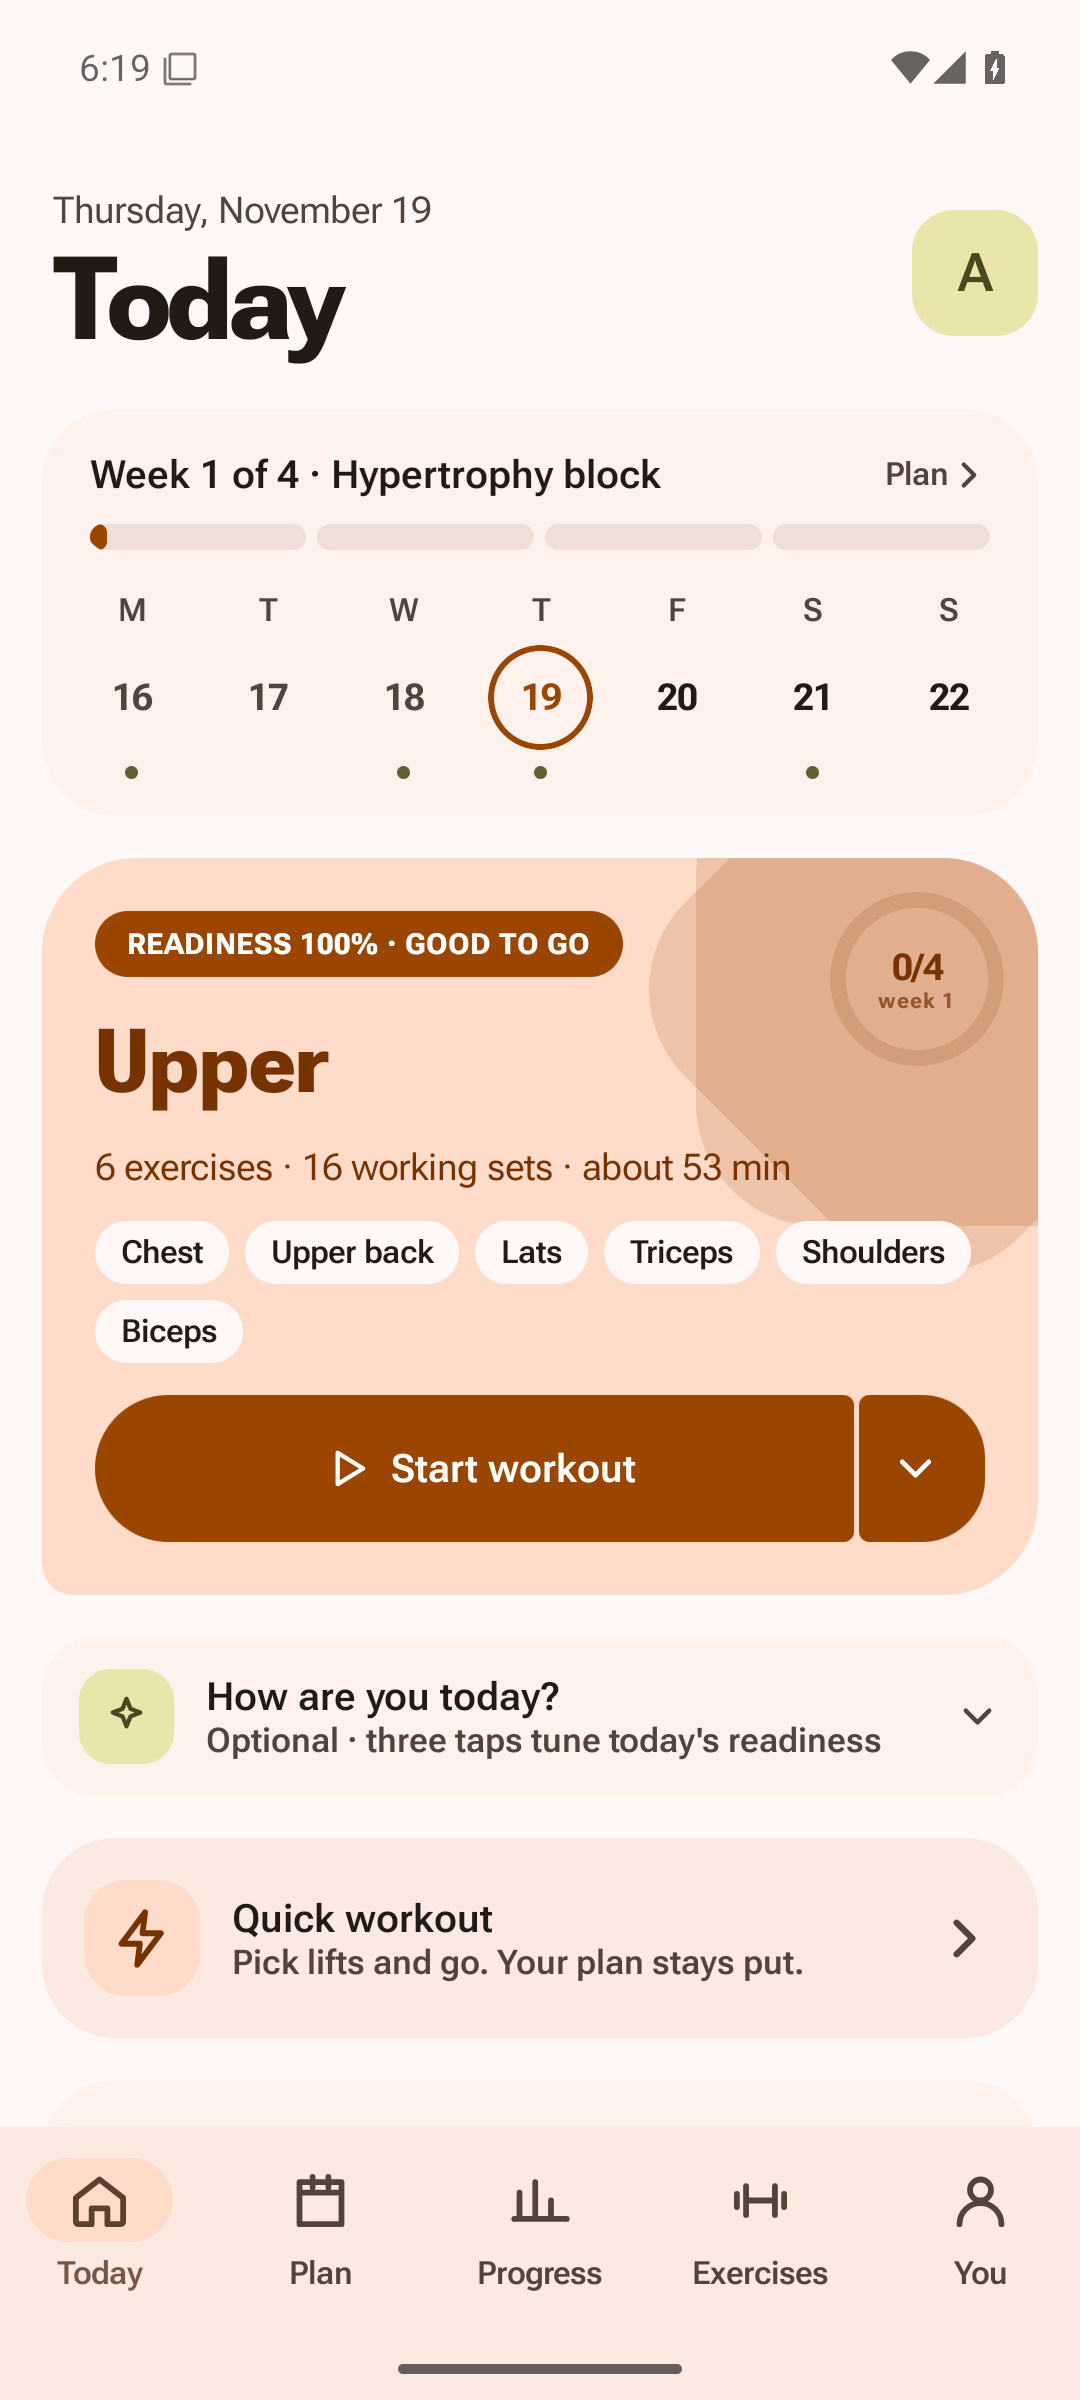 6:19
Thursday, November 19
Today
A
Week 1 of 4 · Hypertrophy block
Plan
M T W T F S S
16 17 18 19 20 21 22
READINESS 100% · GOOD TO GO
0/4
week 1
Upper
6 exercises · 16 working sets · about 53 min
Chest Upper back Lats Triceps Shoulders
Biceps
Start workout
How are you today?
Optional · three taps tune today's readiness
Quick workout
Pick lifts and go. Your plan stays put.
Today Plan Progress Exercises You